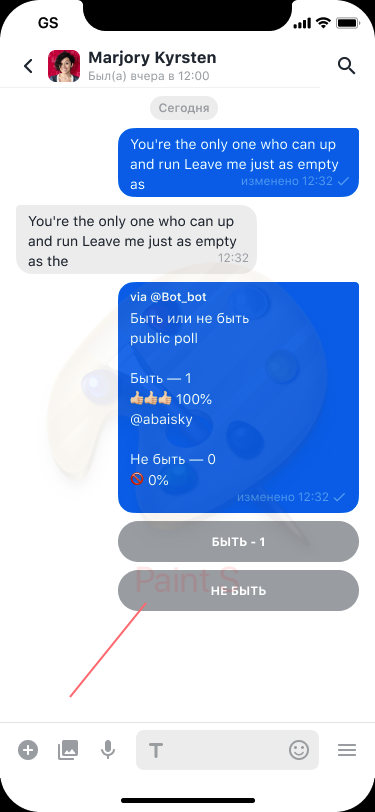 GS
Marjory Kyrsten
Был(а) вчера в 12:00
Сегодня
You're the only one who can up
and run Leave me just as empty
as
изменено 12:32
You're the only one who can up
and run Leave me just as empty
as the
12:32
via @Bot_bot
Быть или не быть
public poll
Быть — 1
👍🏻👍🏻👍🏻 100%
@abaisky
Не быть — 0
🚫 0%
изменено 12:32
БЫТЬ - 1
Paint S
НЕ БЫТЬ
T